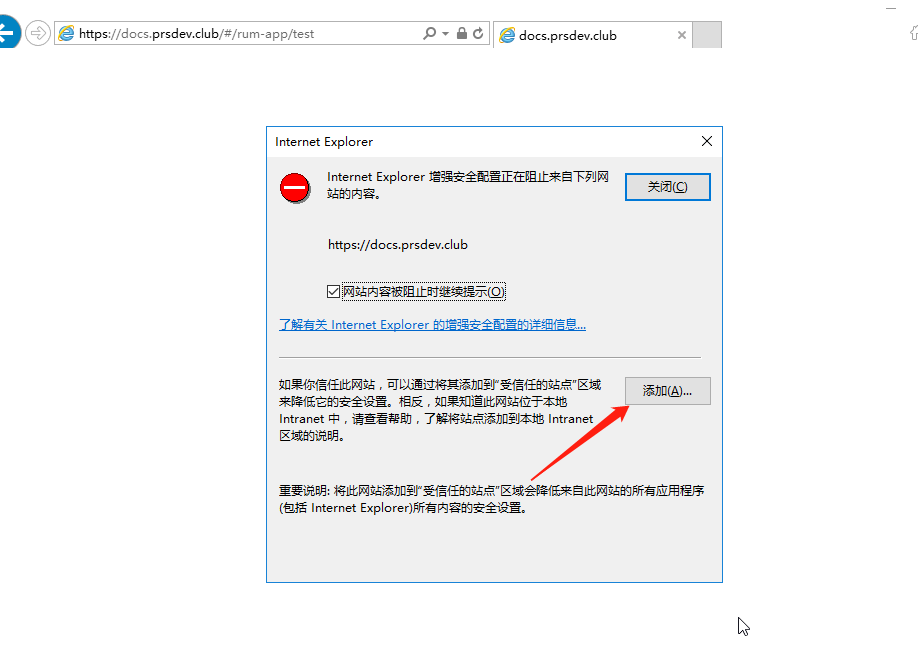 https://docs.prsdev.club/#/rum-app/test
docs.prsdev.club
Internet Explorer
Internet Explorer 增强安全配置正在阻止来自下列网
站的内容。
关闭(C)
https://docs.prsdev.club
网站内容被阻止时继续提示(O)
了解有关 Internet Explorer 的增强安全配置的详细信息...
如果你信任此网站，可以通过将其添加到“受信任的站点”区域
来降低它的安全设置。相反，如果知道此网站位于本地
Intranet 中，请查看帮助，了解将站点添加到本地 Intranet
区域的说明。
添加(A)...
重要说明: 将此网站添加到“受信任的站点”区域会降低来自此网站的所有应用程序
(包括 Internet Explorer)所有内容的安全设置。